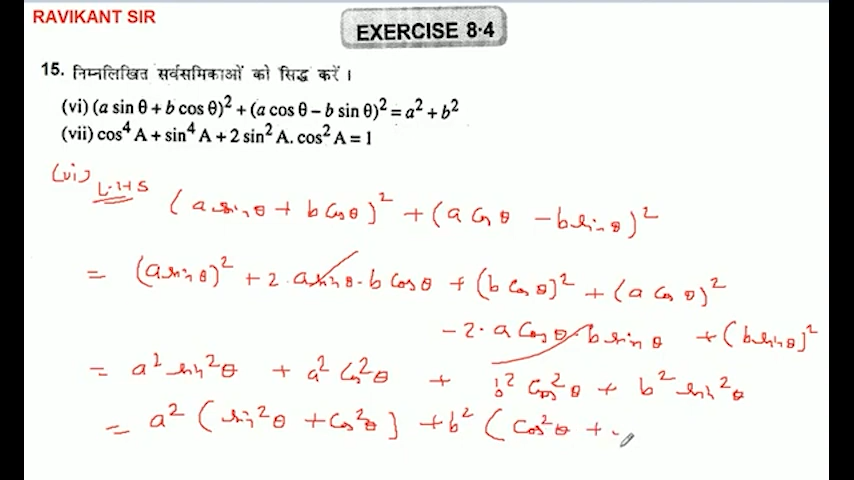 RAVIKANT SIR
EXERCISE 8·4
15. निम्नलिखित सर्वसमिकाओं को सिद्ध करें ।
(vi) (a sin θ + b cos θ)² + (a cos θ – b sin θ)² = a² + b²
(vii) cos⁴ A + sin⁴ A + 2 sin² A. cos² A = 1
(vi) L.H.S
(a sin θ + b cos θ)² + (a cos θ – b sin θ)²
= (a sin θ)² + 2 · a sin θ · b cos θ + (b cos θ)² + (a cos θ)²
– 2 · a cos θ · b sin θ + (b sin θ)²
= a² sin² θ + a² cos² θ + b² cos² θ + b² sin² θ
= a² (sin² θ + cos² θ) + b² (cos² θ +